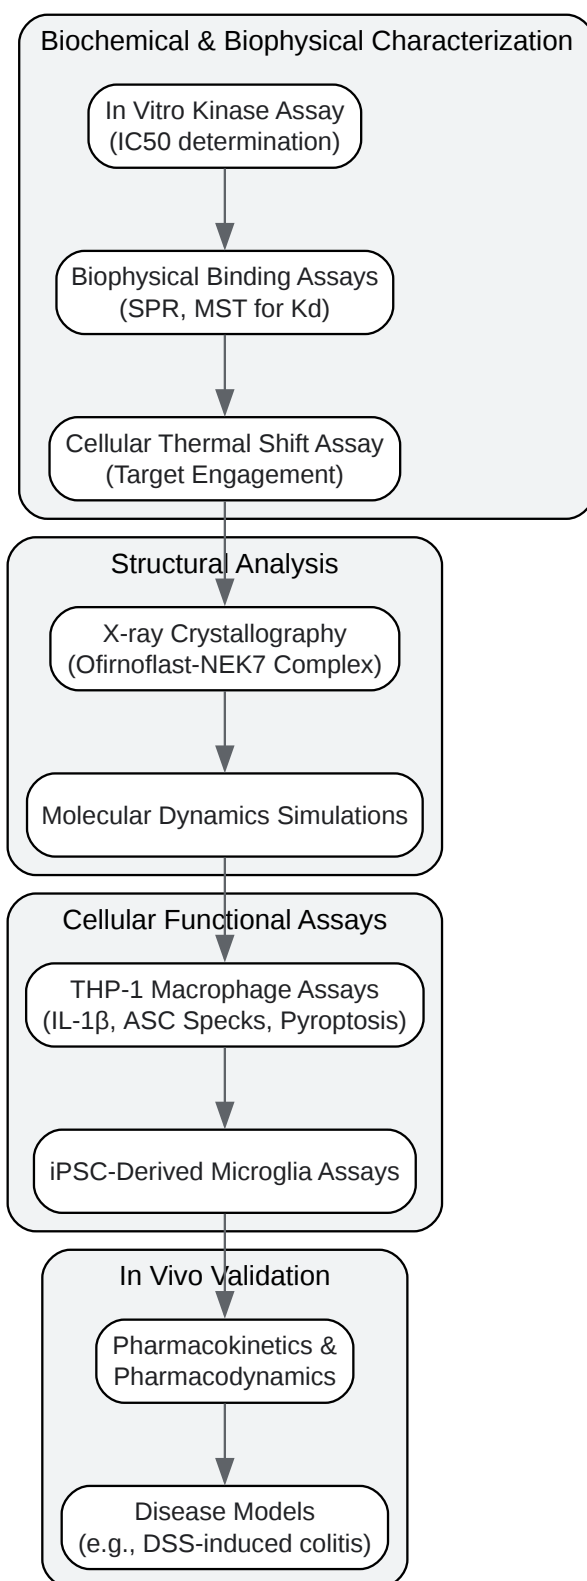 Biochemical & Biophysical Characterization
In Vitro Kinase Assay
(IC50 determination)
Biophysical Binding Assays
(SPR, MST for Kd)
Cellular Thermal Shift Assay
(Target Engagement)
Structural Analysis
X-ray Crystallography
(Ofirnoflast-NEK7 Complex)
Molecular Dynamics Simulations
Cellular Functional Assays
THP-1 Macrophage Assays
(IL-1β, ASC Specks, Pyroptosis)
iPSC-Derived Microglia Assays
In Vivo Validation
Pharmacokinetics &
Pharmacodynamics
Disease Models
(e.g., DSS-induced colitis)